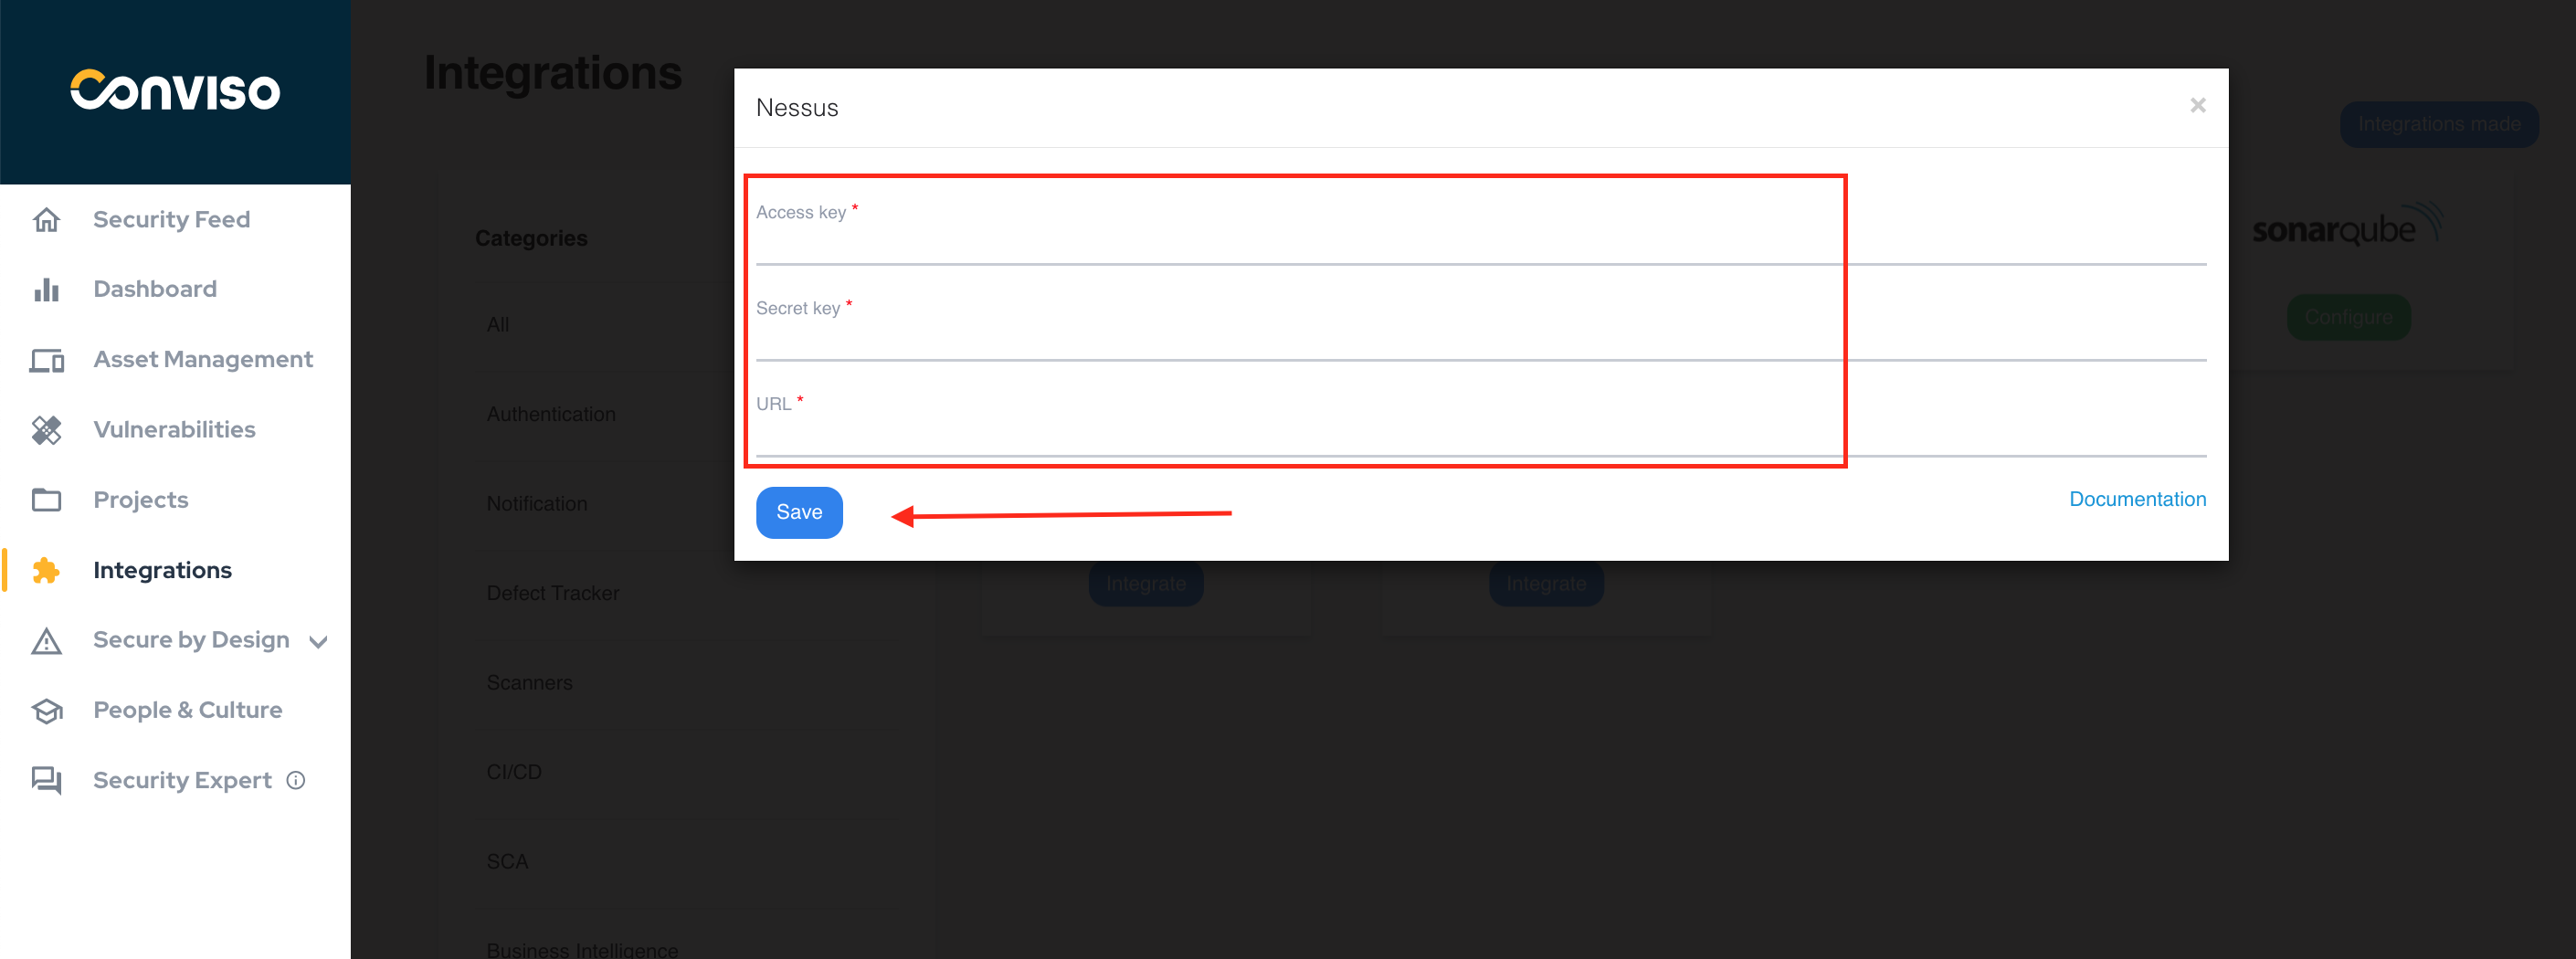 Conviso
Security Feed
Dashboard
Asset Management
Vulnerabilities
Projects
Integrations
Secure by Design
People & Culture
Security Expert
Integrations
Integrations made
Categories
All
Authentication
Notification
Defect Tracker
Scanners
CI/CD
SCA
Business Intelligence
Nessus
×
Access key *
Secret key *
URL *
Save
Documentation
sonarqube
Configure
Integrate
Integrate